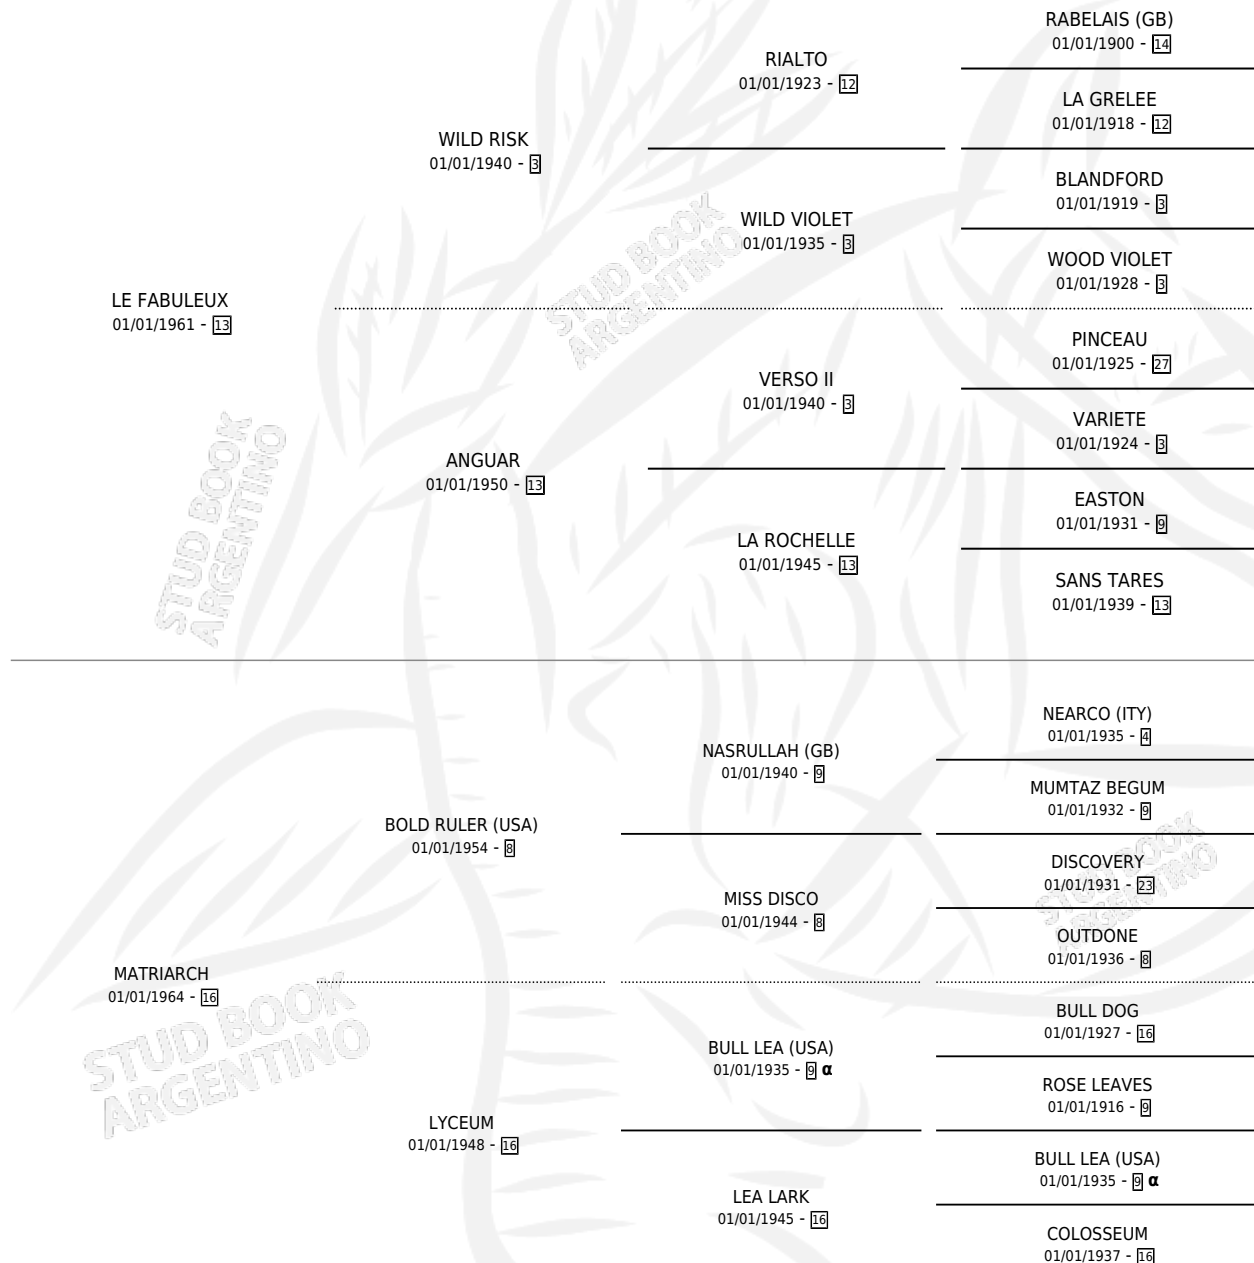 RABELAIS (GB)
01/01/1900 - 14
RIALTO
01/01/1923 - 12
LA GRELEE
01/01/1918 - 12
WILD RISK
01/01/1940 - 3
BLANDFORD
01/01/1919 - 3
WILD VIOLET
01/01/1935 - 3
WOOD VIOLET
01/01/1928 - 3
LE FABULEUX
01/01/1961 - 13
PINCEAU
01/01/1925 - 27
VERSO II
01/01/1940 - 3
VARIETE
01/01/1924 - 3
ANGUAR
01/01/1950 - 13
EASTON
01/01/1931 - 9
LA ROCHELLE
01/01/1945 - 13
SANS TARES
01/01/1939 - 13
NEARCO (ITY)
01/01/1935 - 4
NASRULLAH (GB)
01/01/1940 - 9
MUMTAZ BEGUM
01/01/1932 - 9
BOLD RULER (USA)
01/01/1954 - 8
DISCOVERY
01/01/1931 - 23
MISS DISCO
01/01/1944 - 8
OUTDONE
01/01/1936 - 8
MATRIARCH
01/01/1964 - 16
BULL DOG
01/01/1927 - 16
BULL LEA (USA)
01/01/1935 - 9 α
ROSE LEAVES
01/01/1916 - 9
LYCEUM
01/01/1948 - 16
BULL LEA (USA)
01/01/1935 - 9 α
LEA LARK
01/01/1945 - 16
COLOSSEUM
01/01/1937 - 16
STUD BOOK
ARGENTINO
STUD BOOK
ARGENTINO
STUD BOOK
ARGENTINO
STUD BOOK
ARGENTINO